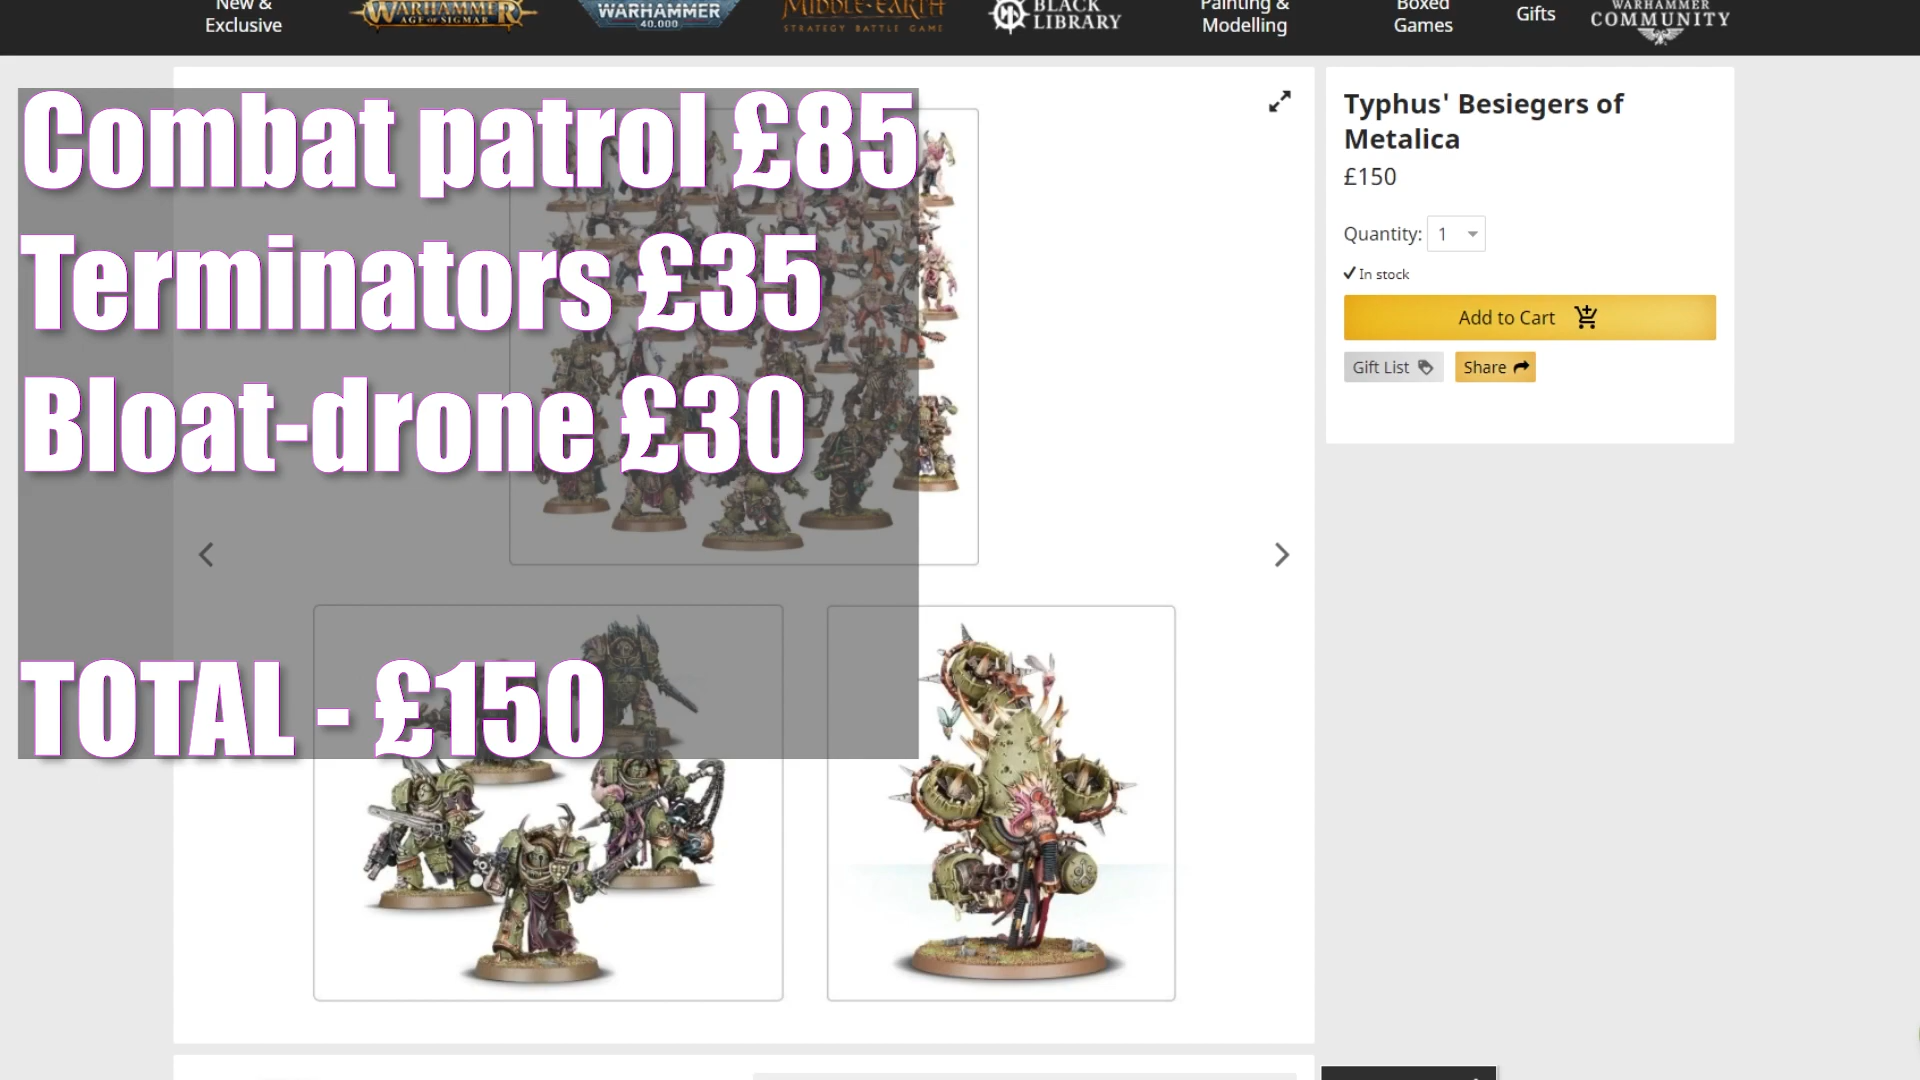 New &
Exclusive
WARHAMMER
AGE OF SIGMAR
WARHAMMER
40,000
MIDDLE-EARTH
STRATEGY BATTLE GAME
BLACK
LIBRARY
Painting &
Modelling
Boxed
Games
Gifts
WARHAMMER
COMMUNITY
Combat patrol £85
Terminators £35
Bloat-drone £30
TOTAL - £150
Typhus' Besiegers of
Metalica
£150
Quantity: 1
In stock
Add to Cart
Gift List
Share